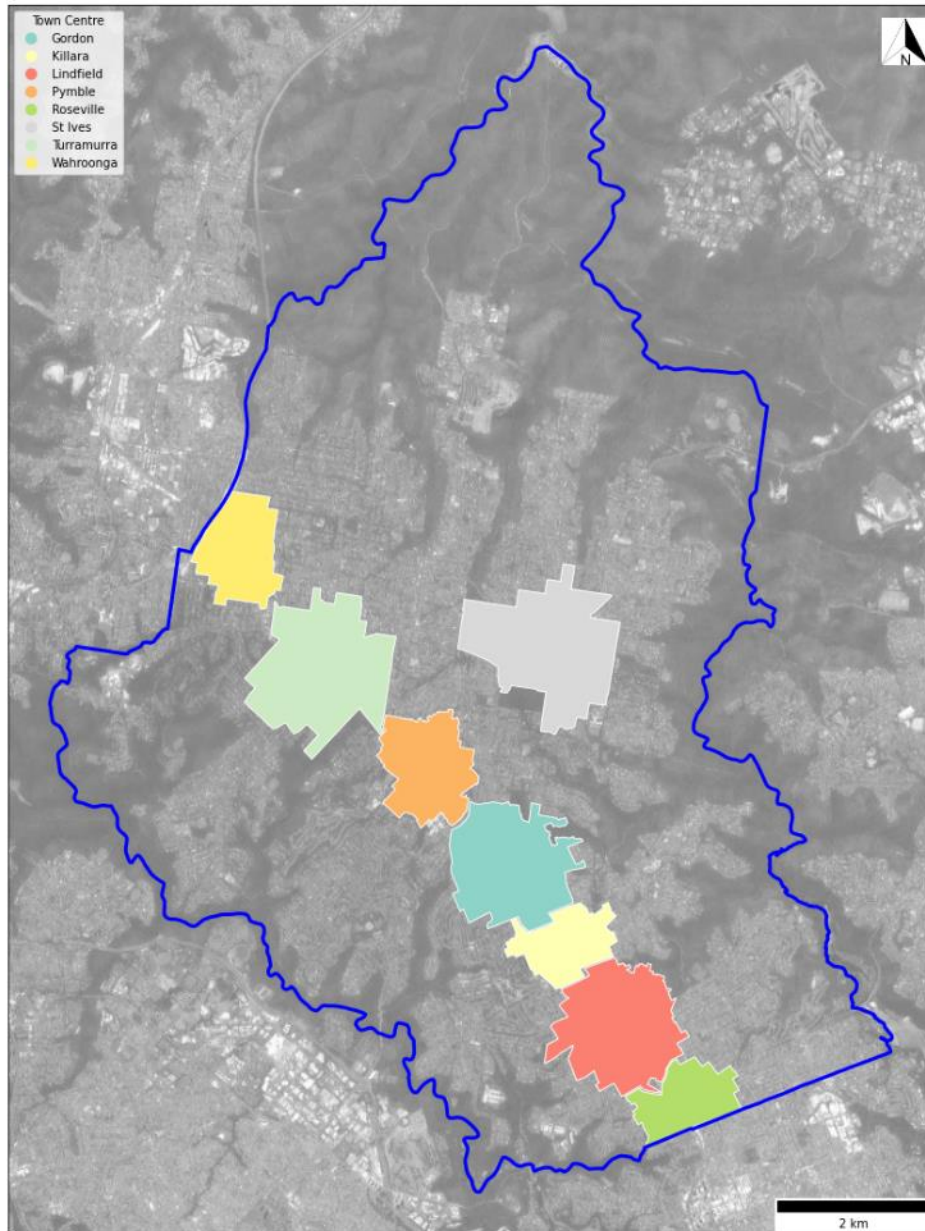 Town Centre
Gordon
Killara
Lindfield
Pymble
Roseville
St Ives
Turramurra
Wahroonga
N
2 km